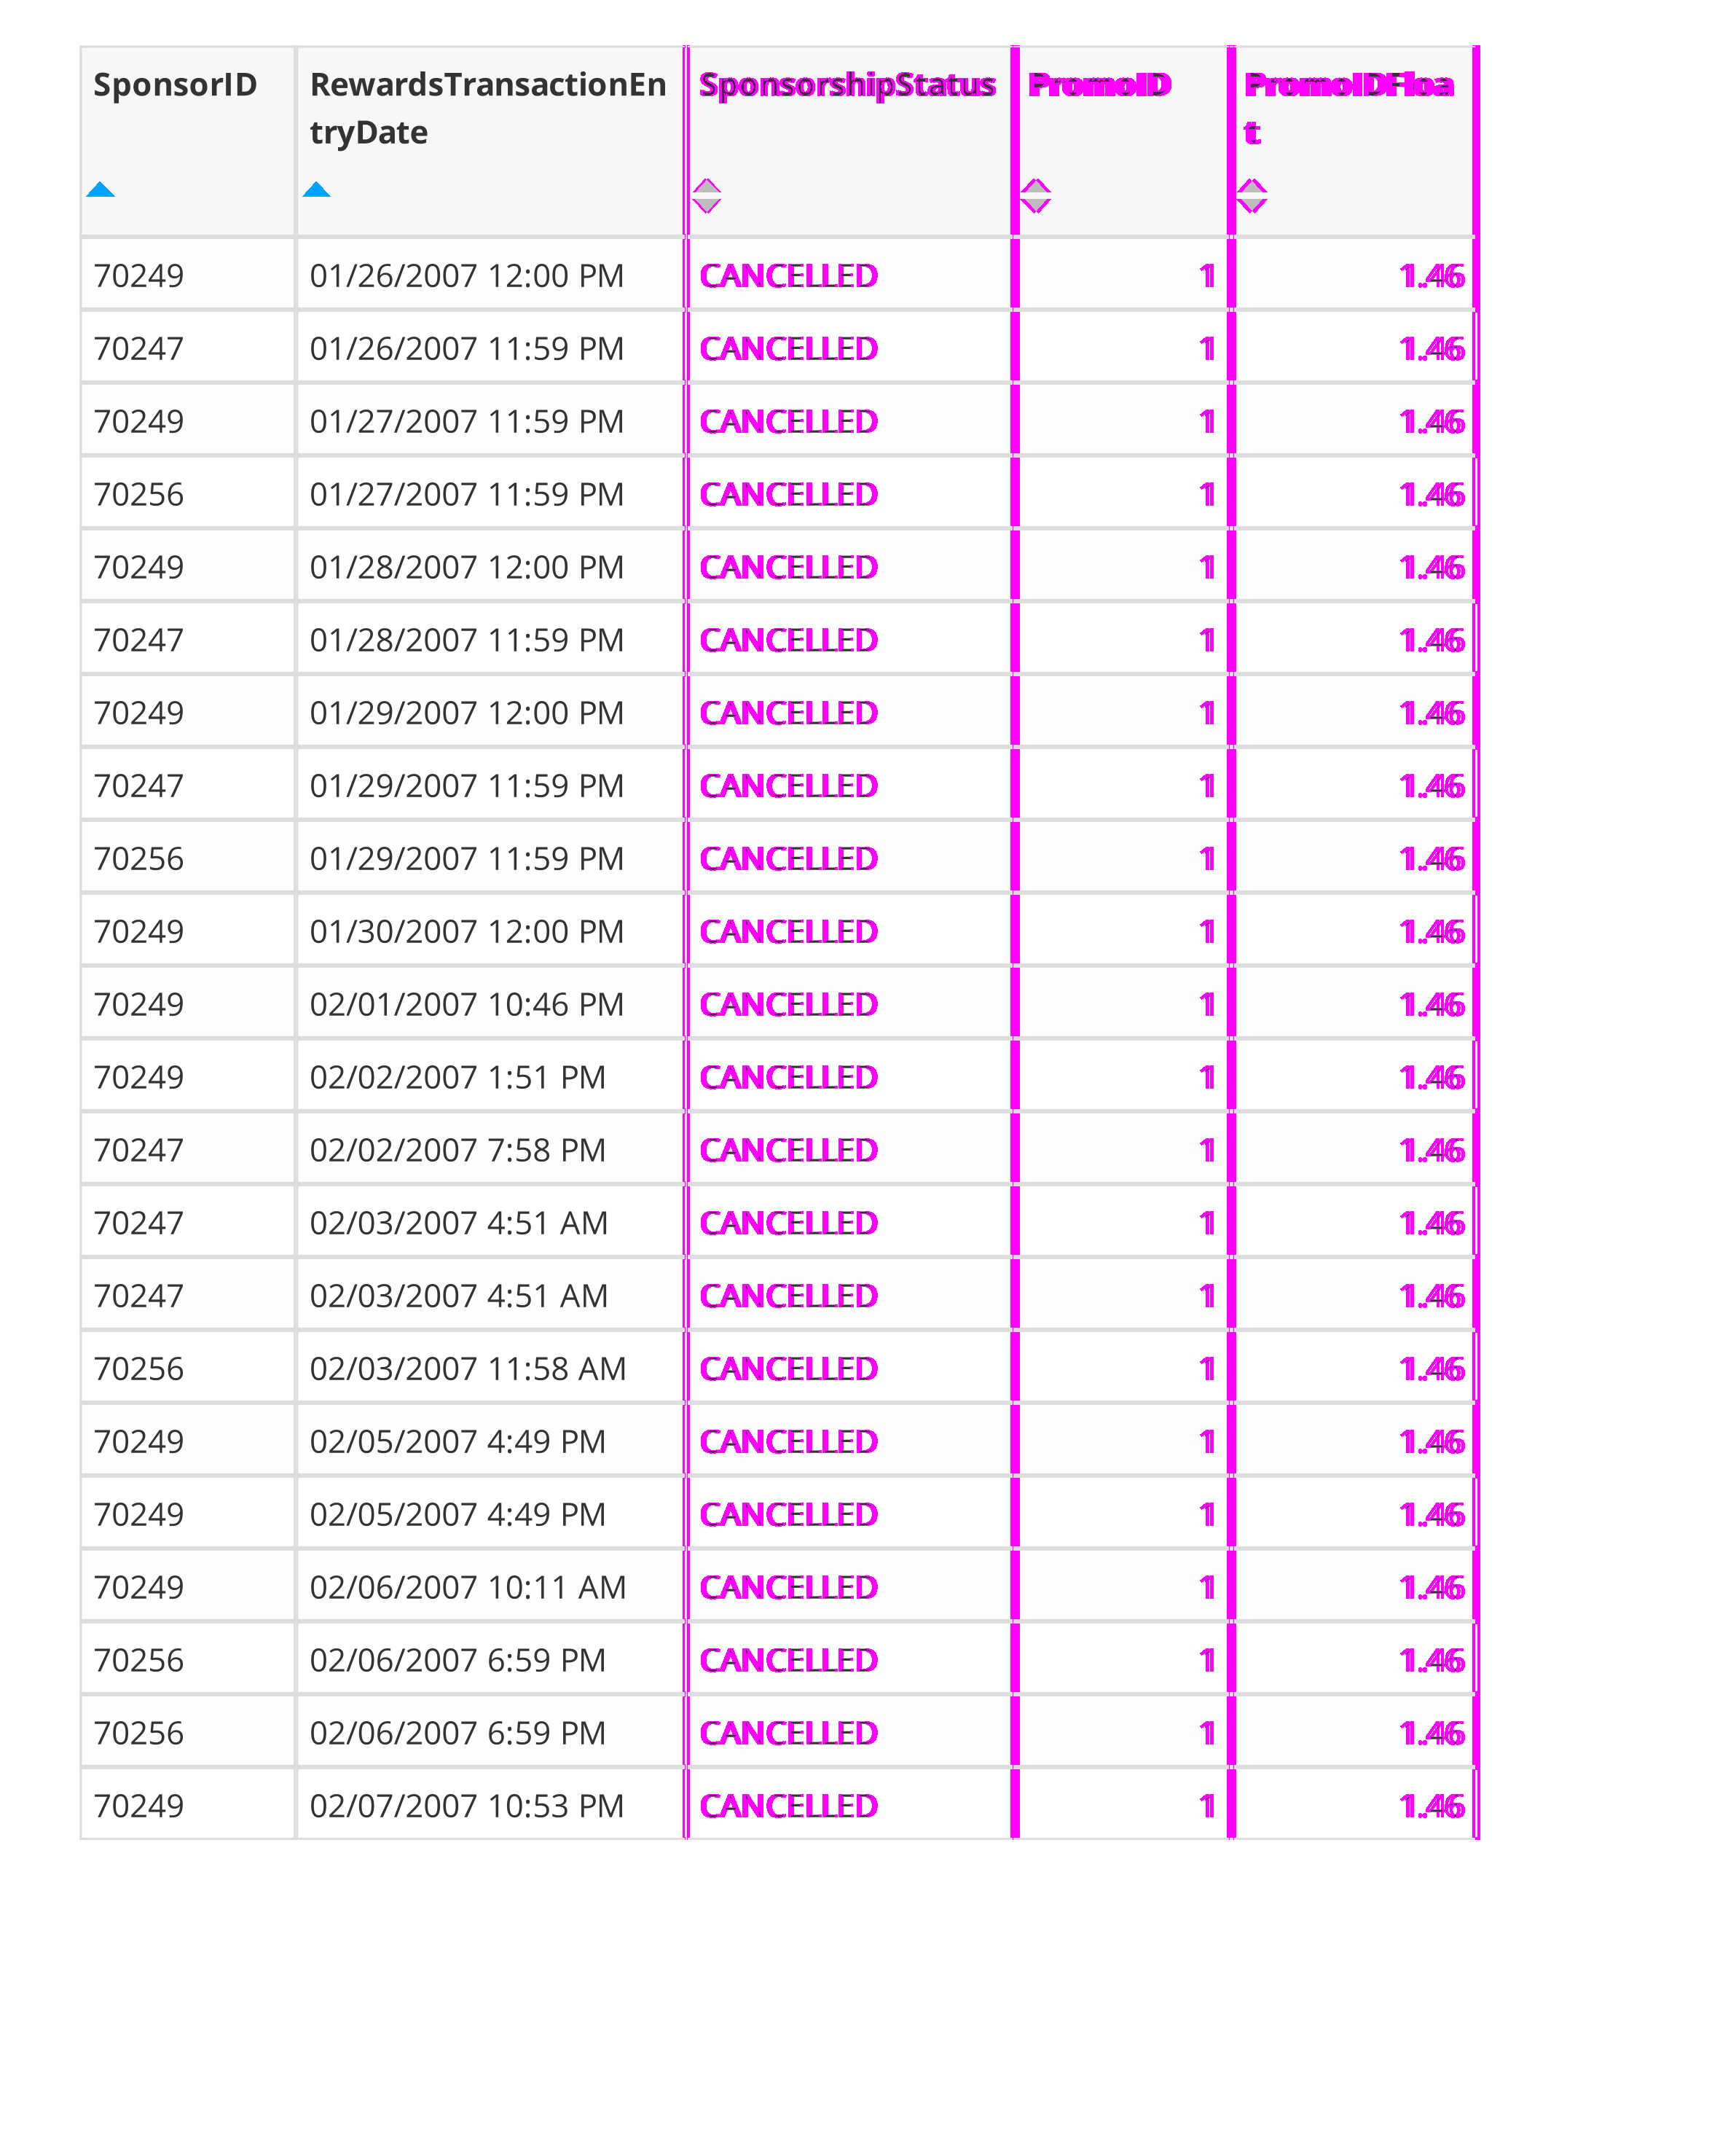 SponsorID RewardsTransactionEn SponsorshipStatus PromoID PromoIDFloa
tryDate t
70249 01/26/2007 12:00 PM CANCELLED 1 1.46
70247 01/26/2007 11:59 PM CANCELLED 1 1.46
70249 01/27/2007 11:59 PM CANCELLED 1 1.46
70256 01/27/2007 11:59 PM CANCELLED 1 1.46
70249 01/28/2007 12:00 PM CANCELLED 1 1.46
70247 01/28/2007 11:59 PM CANCELLED 1 1.46
70249 01/29/2007 12:00 PM CANCELLED 1 1.46
70247 01/29/2007 11:59 PM CANCELLED 1 1.46
70256 01/29/2007 11:59 PM CANCELLED 1 1.46
70249 01/30/2007 12:00 PM CANCELLED 1 1.46
70249 02/01/2007 10:46 PM CANCELLED 1 1.46
70249 02/02/2007 1:51 PM CANCELLED 1 1.46
70247 02/02/2007 7:58 PM CANCELLED 1 1.46
70247 02/03/2007 4:51 AM CANCELLED 1 1.46
70247 02/03/2007 4:51 AM CANCELLED 1 1.46
70256 02/03/2007 11:58 AM CANCELLED 1 1.46
70249 02/05/2007 4:49 PM CANCELLED 1 1.46
70249 02/05/2007 4:49 PM CANCELLED 1 1.46
70249 02/06/2007 10:11 AM CANCELLED 1 1.46
70256 02/06/2007 6:59 PM CANCELLED 1 1.46
70256 02/06/2007 6:59 PM CANCELLED 1 1.46
70249 02/07/2007 10:53 PM CANCELLED 1 1.46